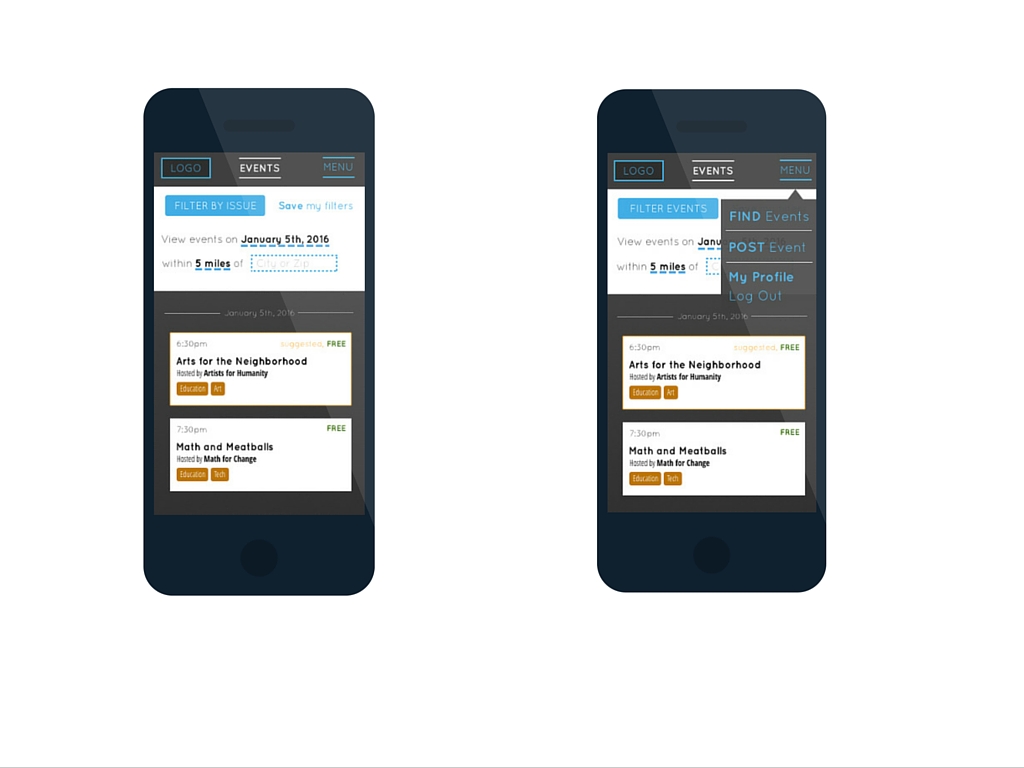 LOGO EVENTS MENU
FILTER BY ISSUE Save my filters
View events on January 5th, 2016
within 5 miles of City or Zip
January 5th, 2016
6:30pm suggested, FREE
Arts for the Neighborhood
Hosted by Artists for Humanity
Education Art
7:30pm FREE
Math and Meatballs
Hosted by Math for Change
Education Tech
LOGO EVENTS MENU
FILTER EVENTS
FIND Events
View events on Janu
POST Event
within 5 miles of
My Profile
Log Out
January 5th, 2016
6:30pm suggested, FREE
Arts for the Neighborhood
Hosted by Artists for Humanity
Education Art
7:30pm FREE
Math and Meatballs
Hosted by Math for Change
Education Tech